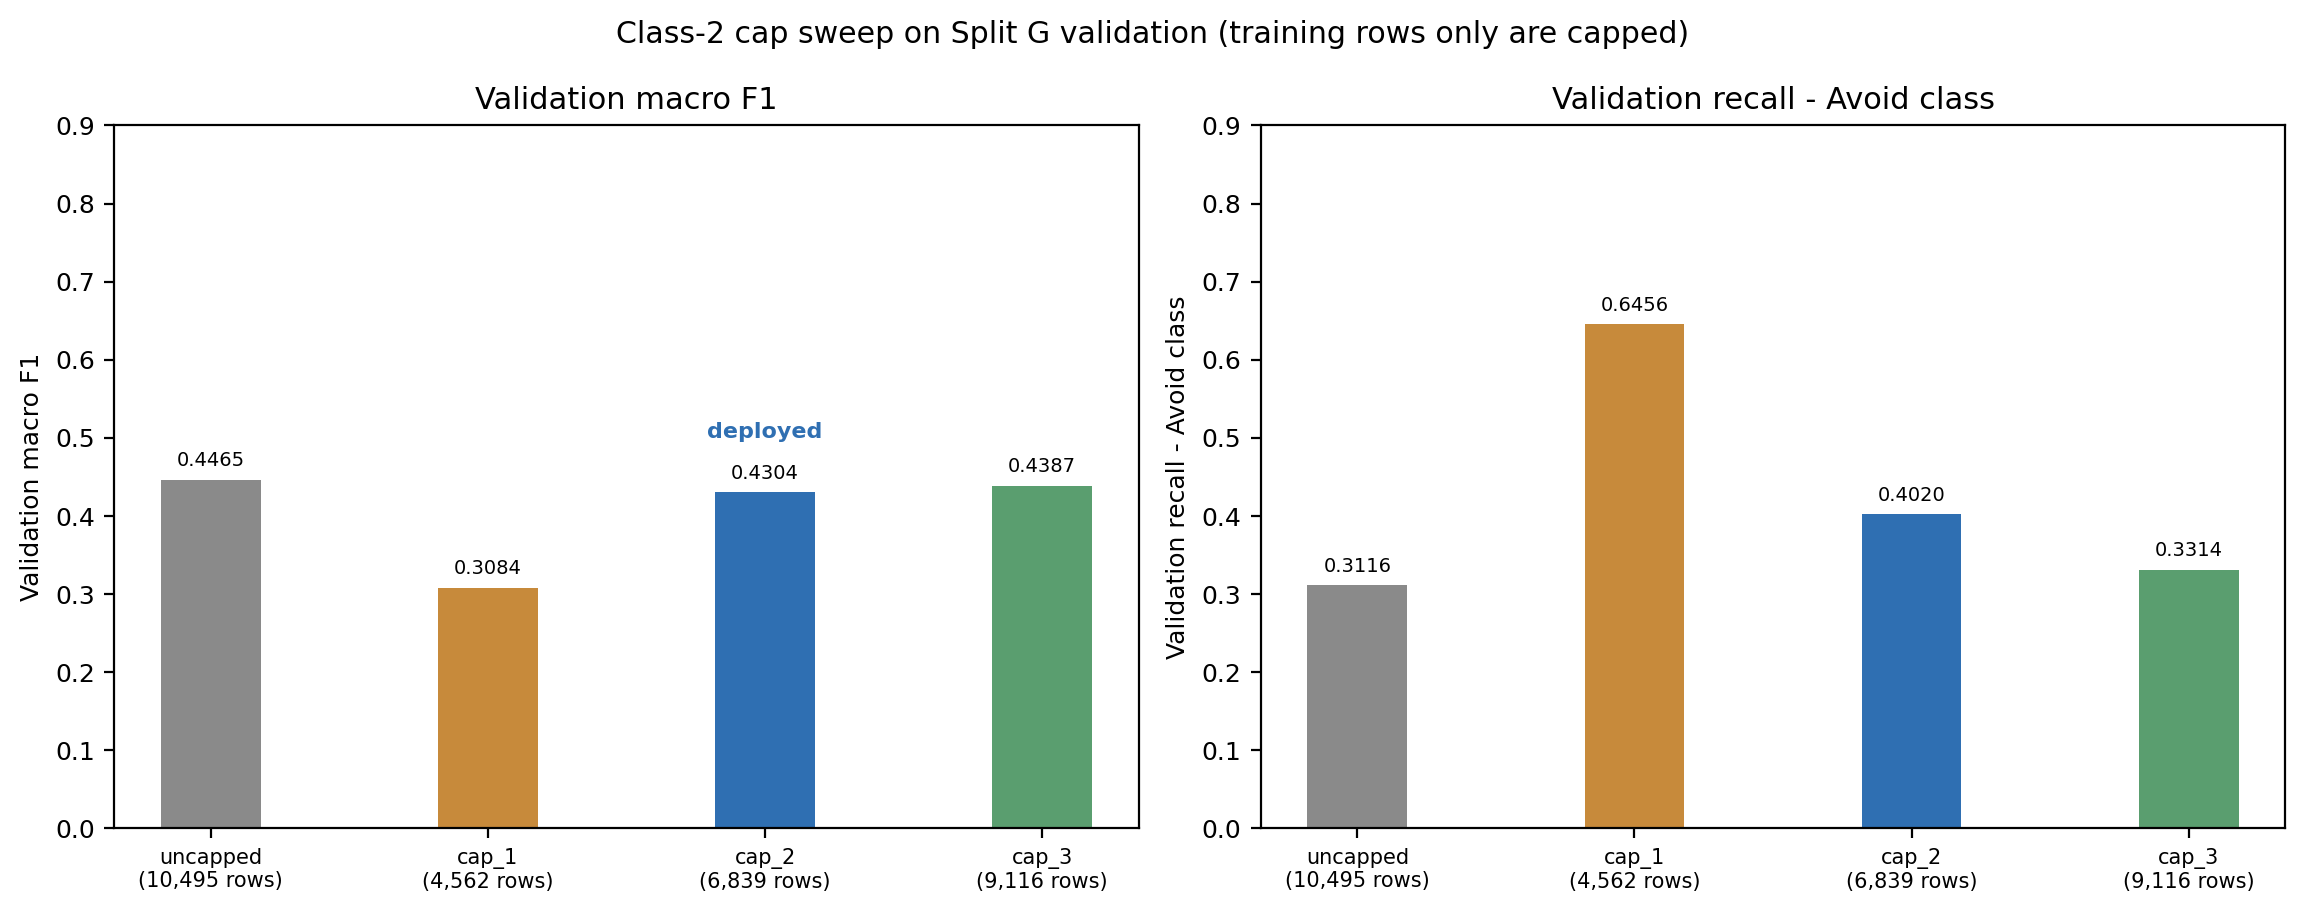 Class-2 cap sweep on Split G validation (training rows only are capped)
Validation macro F1
Validation macro F1
0.9
0.8
0.7
0.6
0.5
0.4
0.3
0.2
0.1
0.0
0.4465
0.3084
deployed
0.4304
0.4387
uncapped
(10,495 rows)
cap_1
(4,562 rows)
cap_2
(6,839 rows)
cap_3
(9,116 rows)
Validation recall - Avoid class
Validation recall - Avoid class
0.9
0.8
0.7
0.6
0.5
0.4
0.3
0.2
0.1
0.0
0.3116
0.6456
0.4020
0.3314
uncapped
(10,495 rows)
cap_1
(4,562 rows)
cap_2
(6,839 rows)
cap_3
(9,116 rows)